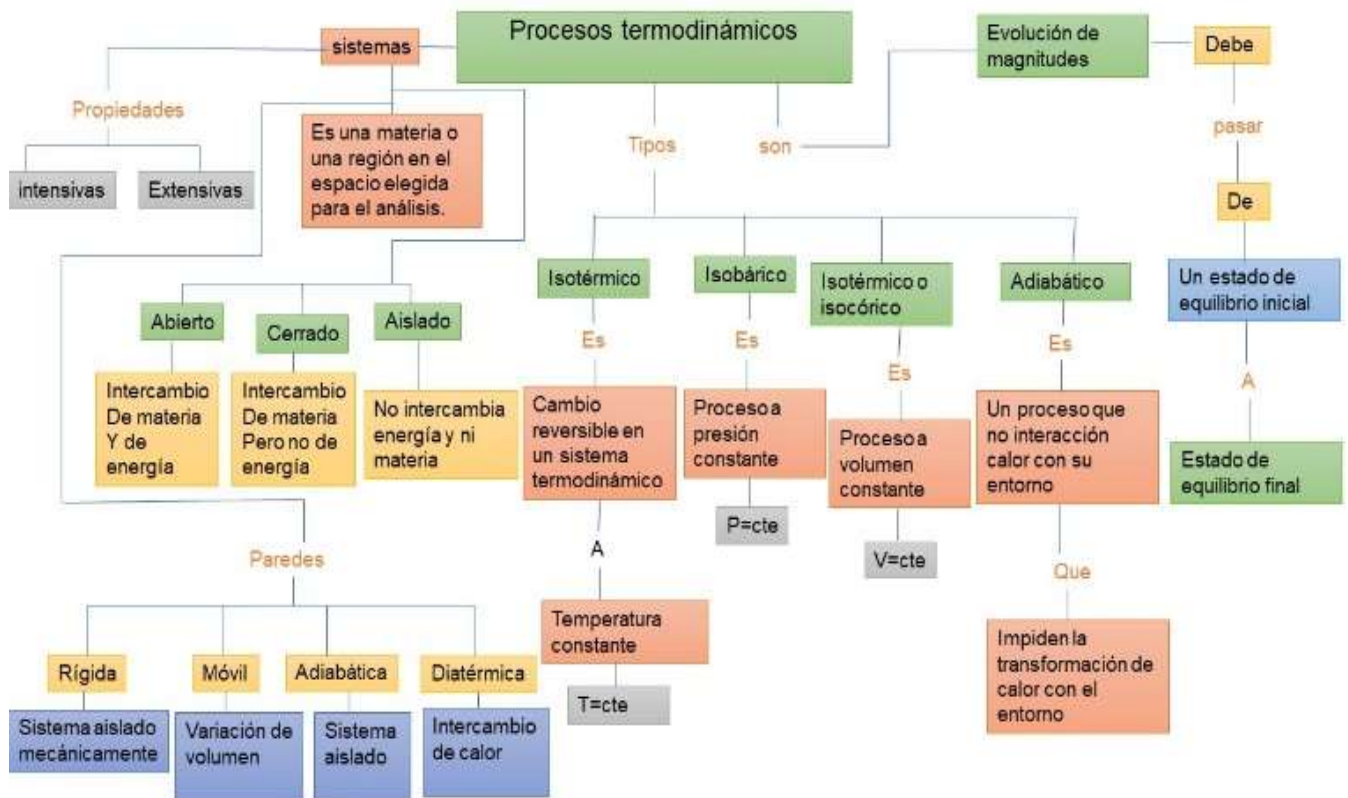 Procesos termodinámicos
sistemas
Propiedades
intensivas
Extensivas
Es una materia o
una región en el
espacio elegida
para el análisis.
Abierto
Intercambio
De materia
Y de
energía
Cerrado
Intercambio
De materia
Pero no de
energía
Aislado
No intercambia
energía y ni
materia
Paredes
Rígida
Sistema aislado
mecánicamente
Móvil
Variación de
volumen
Adiabática
Sistema
aislado
Diatérmica
Intercambio
de calor
Tipos
Isotérmico
Es
Cambio
reversible en
un sistema
termodinámico
A
Temperatura
constante
T=cte
Isobárico
Es
Proceso a
presión
constante
P=cte
Isotérmico o
isocórico
Es
Proceso a
volumen
constante
V=cte
Adiabático
Es
Un proceso que
no interacción
calor con su
entorno
Que
Impiden la
transformación de
calor con el
entorno
son
Evolución de
magnitudes
Debe
pasar
De
Un estado de
equilibrio inicial
A
Estado de
equilibrio final